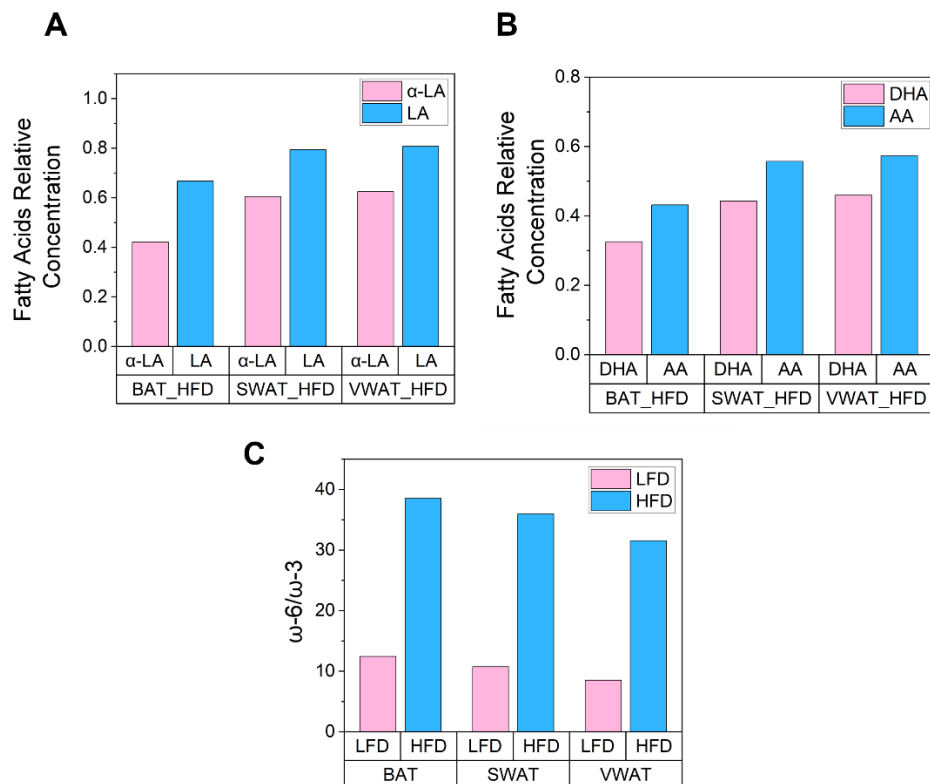 A
Fatty Acids Relative
Concentration
1.0
0.8
0.6
0.4
0.2
0.0
α-LA
LA
α-LA LA α-LA LA α-LA LA
BAT_HFD SWAT_HFD VWAT_HFD
B
Fatty Acids Relative
Concentration
0.8
0.6
0.4
0.2
0.0
DHA
AA
DHA AA DHA AA DHA AA
BAT_HFD SWAT_HFD VWAT_HFD
C
ω-6/ω-3
40
30
20
10
0
LFD
HFD
LFD HFD LFD HFD LFD HFD
BAT SWAT VWAT